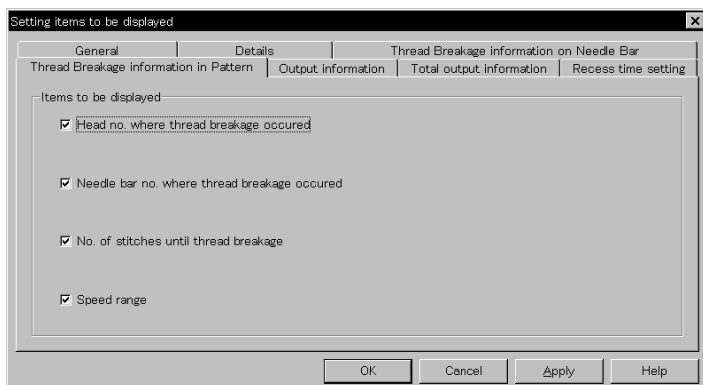 Setting items to be displayed
General Details Thread Breakage information on Needle Bar
Thread Breakage information in Pattern Output information Total output information Recess time setting
Items to be displayed
Head no. where thread breakage occured
Needle bar no. where thread breakage occured
No. of stitches until thread breakage
Speed range
OK Cancel Apply Help